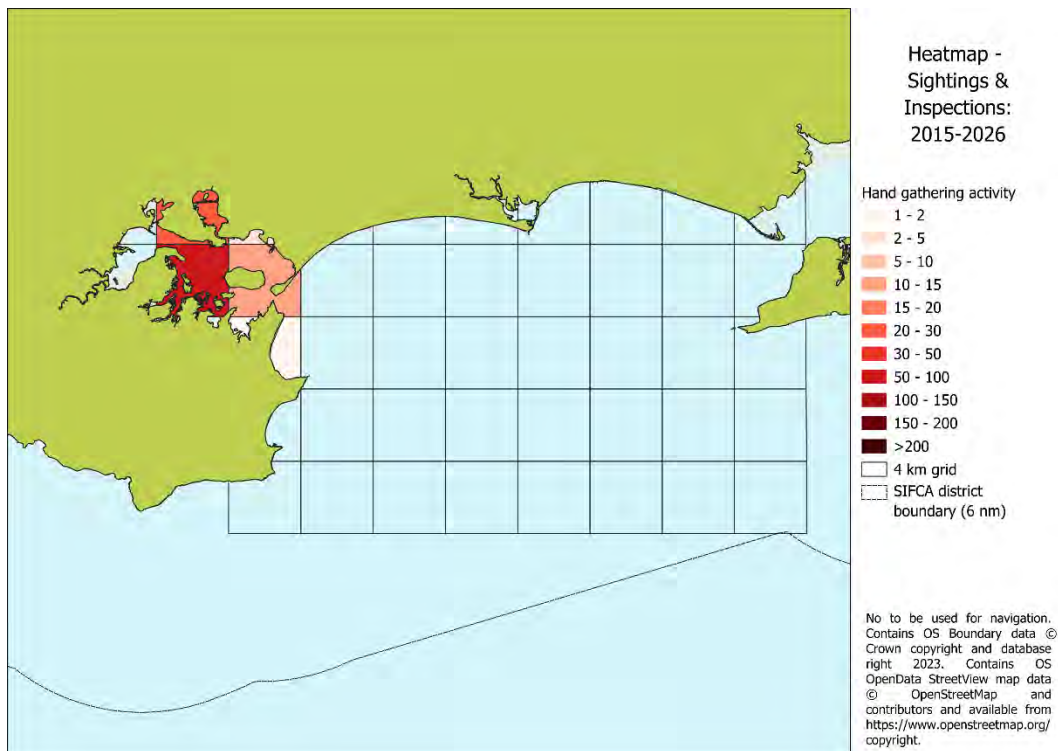 Heatmap -
Sightings &
Inspections:
2015-2026
Hand gathering activity
1 - 2
2 - 5
5 - 10
10 - 15
15 - 20
20 - 30
30 - 50
50 - 100
100 - 150
150 - 200
>200
4 km grid
SIFCA district
boundary (6 nm)
No to be used for navigation.
Contains OS Boundary data ©
Crown copyright and database
right 2023. Contains OS
OpenData StreetView map data
© OpenStreetMap and
contributors and available from
https://www.openstreetmap.org/
copyright.